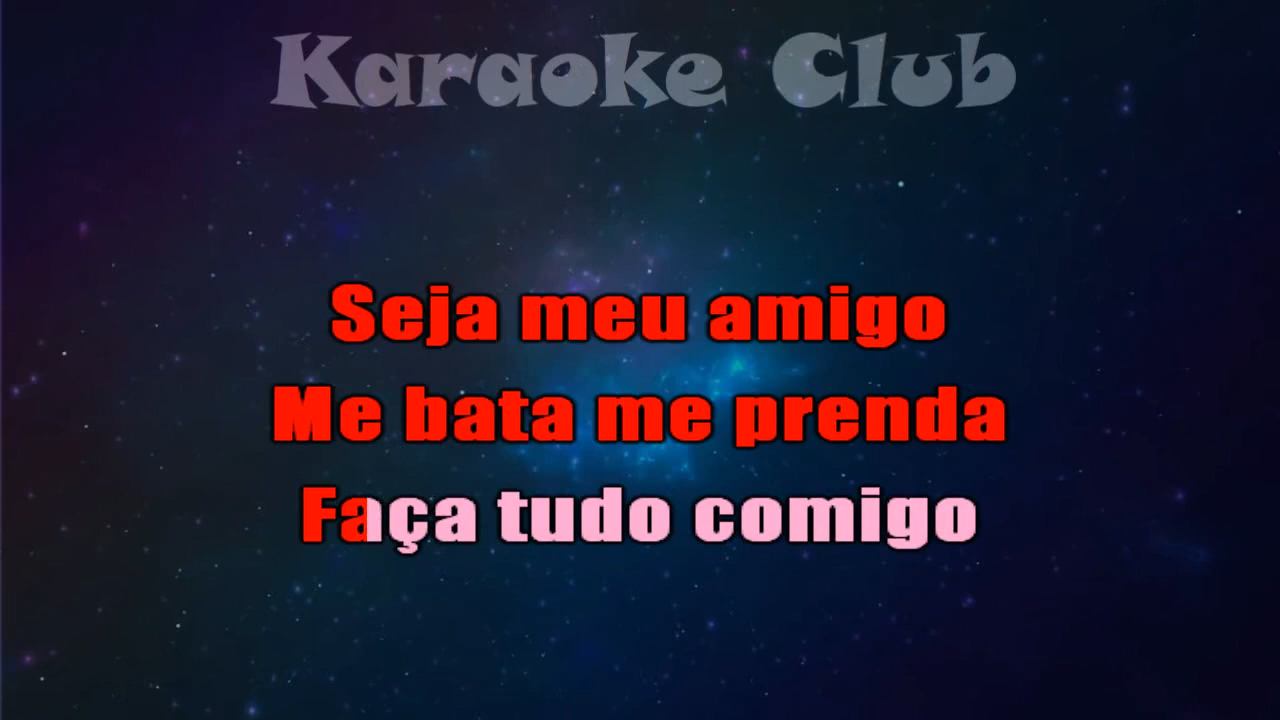 Karaoke Club
Seja meu amigo
Me bata me prenda
Faça tudo comigo